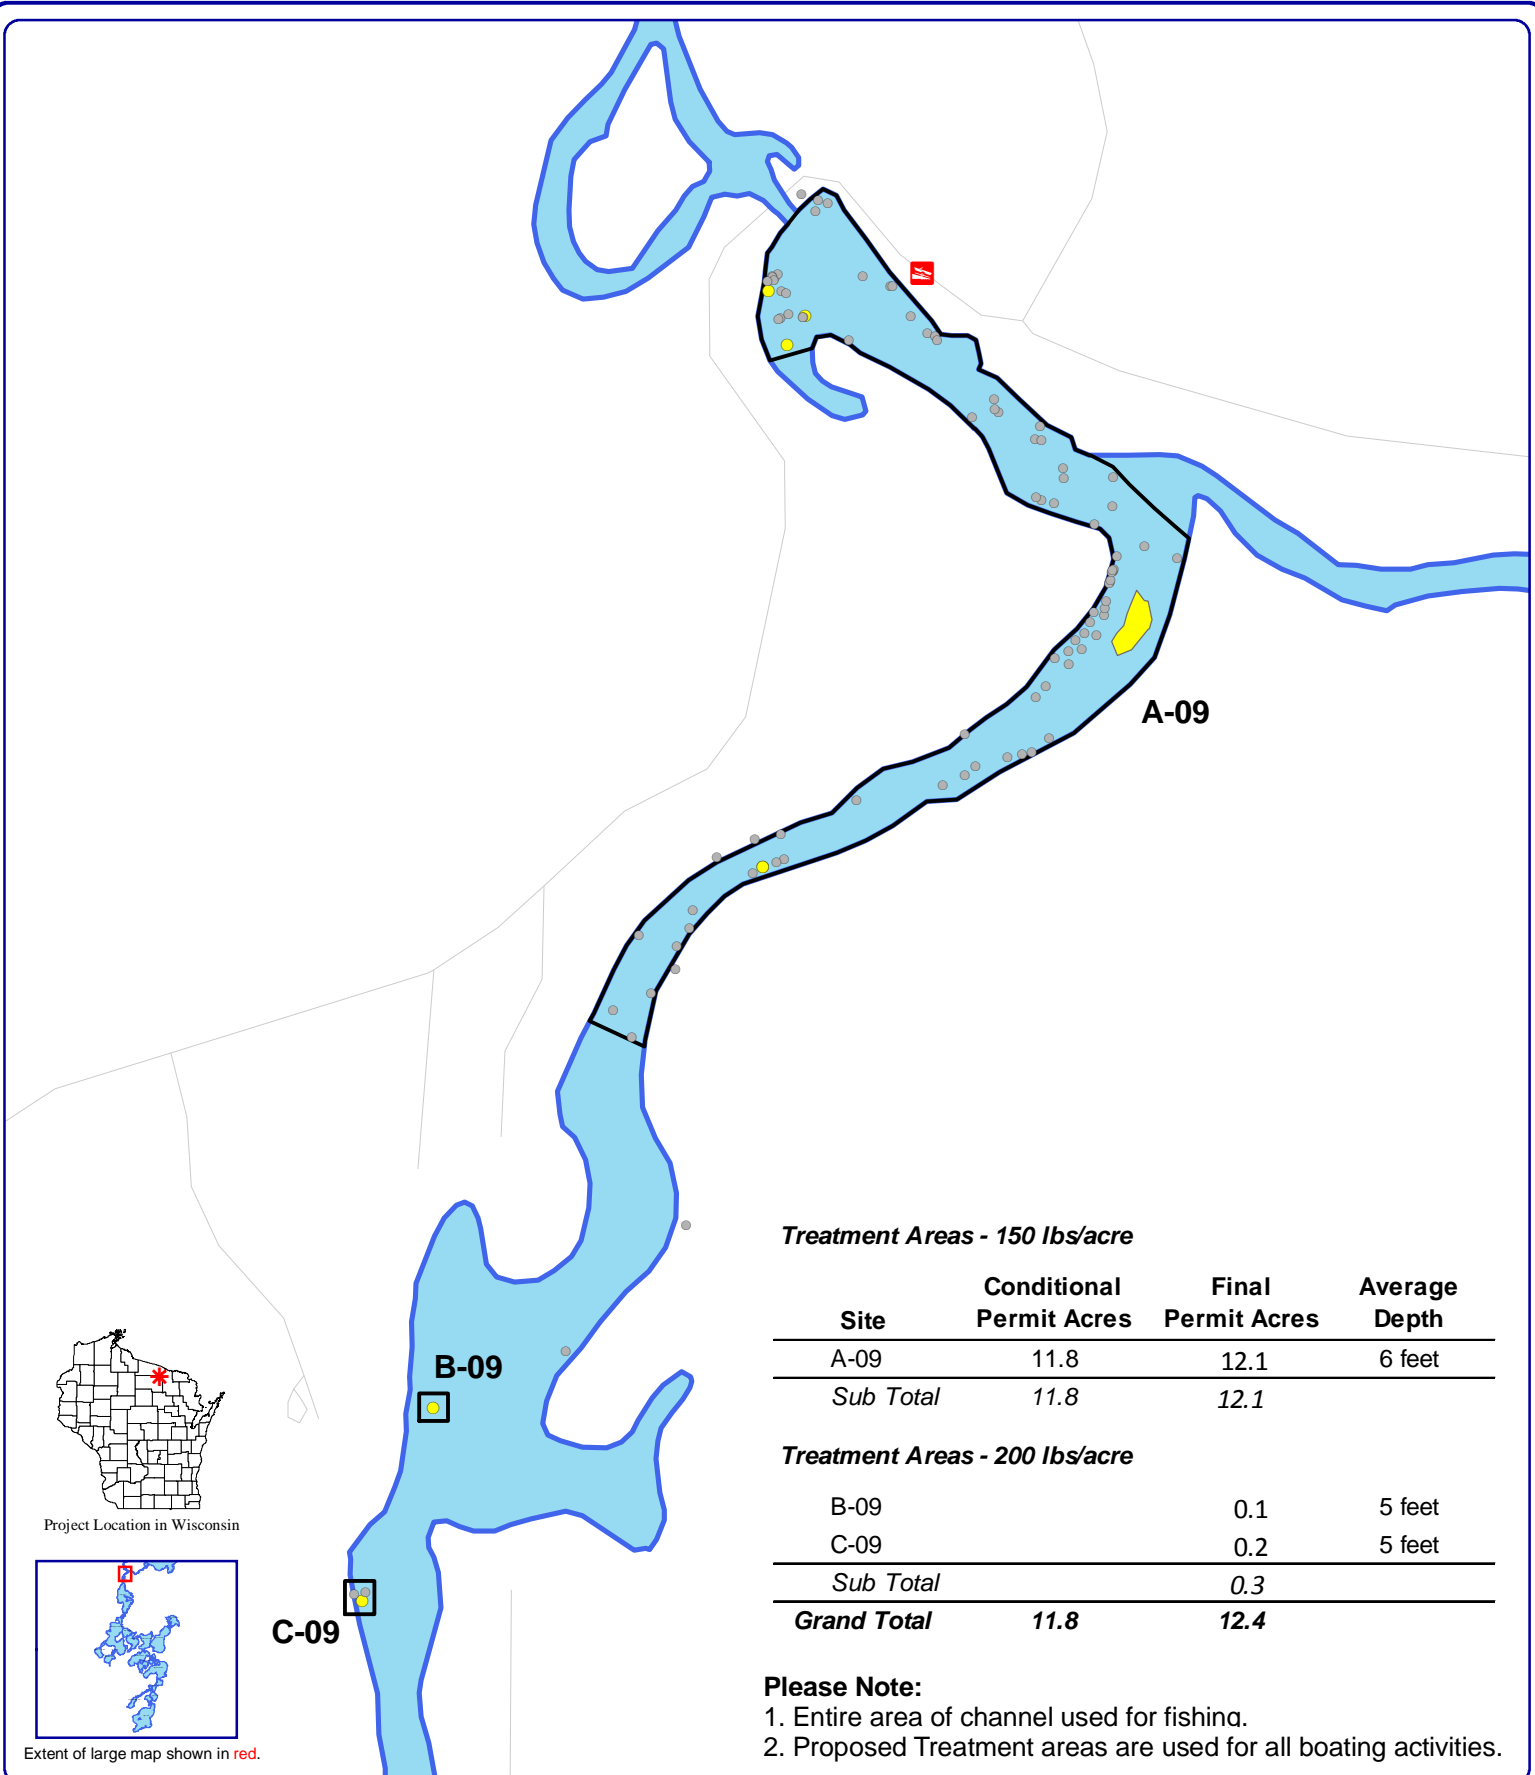 A-09
B-09
C-09
Treatment Areas - 150 lbs/acre
Site Conditional Permit Acres Final Permit Acres Average Depth
A-09 11.8 12.1 6 feet
Sub Total 11.8 12.1
Treatment Areas - 200 lbs/acre
B-09 0.1 5 feet
C-09 0.2 5 feet
Sub Total 0.3
Grand Total 11.8 12.4
Please Note:
1. Entire area of channel used for fishing.
2. Proposed Treatment areas are used for all boating activities.
Project Location in Wisconsin
Extent of large map shown in red.